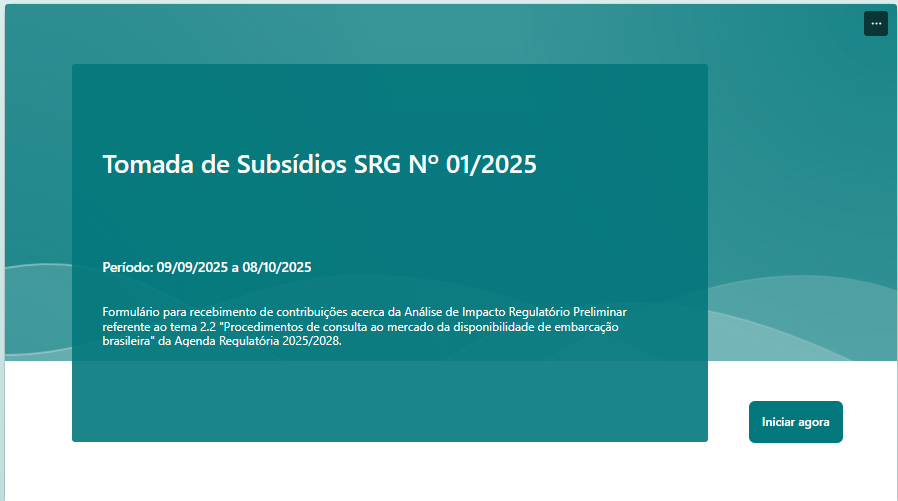 Tomada de Subsídios SRG Nº 01/2025
Período: 09/09/2025 a 08/10/2025
Formulário para recebimento de contribuições acerca da Análise de Impacto Regulatório Preliminar
referente ao tema 2.2 "Procedimentos de consulta ao mercado da disponibilidade de embarcação
brasileira" da Agenda Regulatória 2025/2028.
Iniciar agora